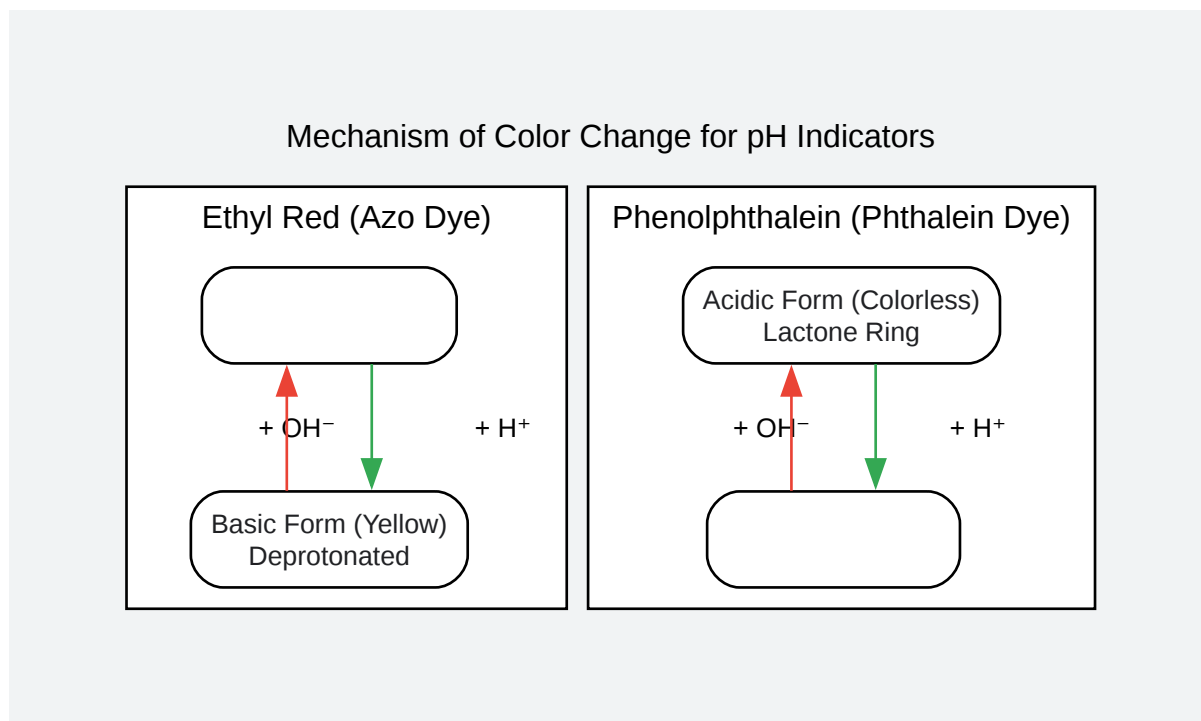 Mechanism of Color Change for pH Indicators
Ethyl Red (Azo Dye)
+ OH⁻
+ H⁺
Basic Form (Yellow)
Deprotonated
Phenolphthalein (Phthalein Dye)
Acidic Form (Colorless)
Lactone Ring
+ OH⁻
+ H⁺